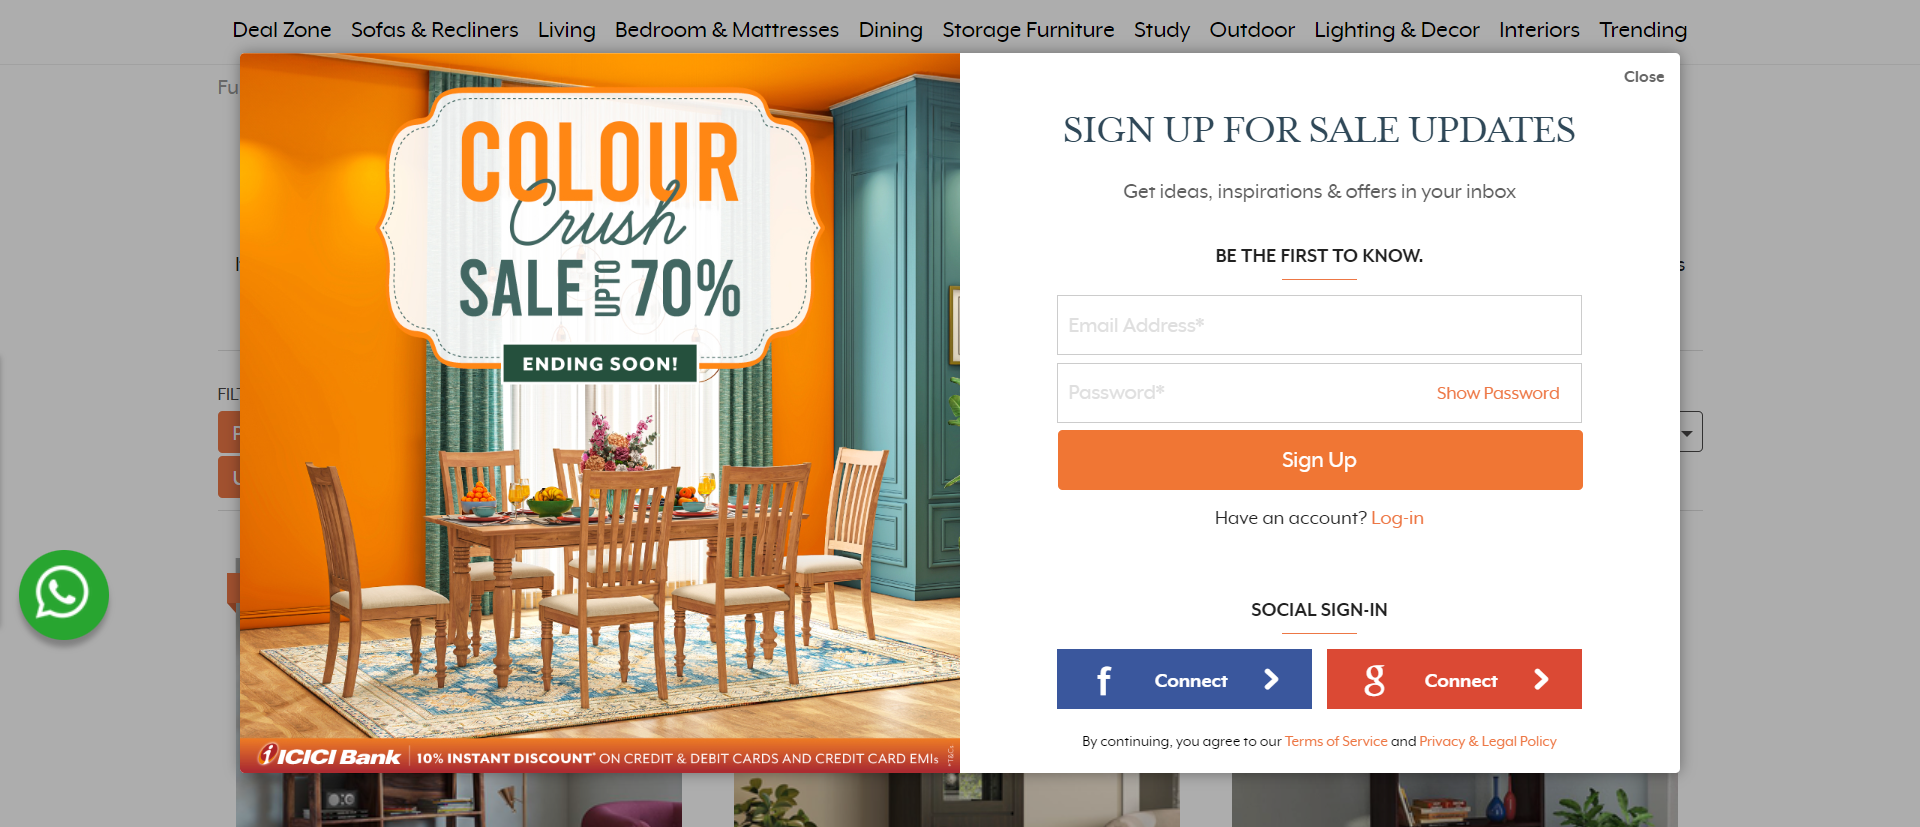 Deal Zone Sofas & Recliners Living Bedroom & Mattresses Dining Storage Furniture Study Outdoor Lighting & Decor Interiors Trending
Close
COLOUR
Crush
SALE UPTO 70%
ENDING SOON!
ICICI Bank 10% INSTANT DISCOUNT* ON CREDIT & DEBIT CARDS AND CREDIT CARD EMIs *T&Cs
SIGN UP FOR SALE UPDATES
Get ideas, inspirations & offers in your inbox
BE THE FIRST TO KNOW.
Email Address*
Password* Show Password
Sign Up
Have an account? Log-in
SOCIAL SIGN-IN
f Connect g Connect
By continuing, you agree to our Terms of Service and Privacy & Legal Policy